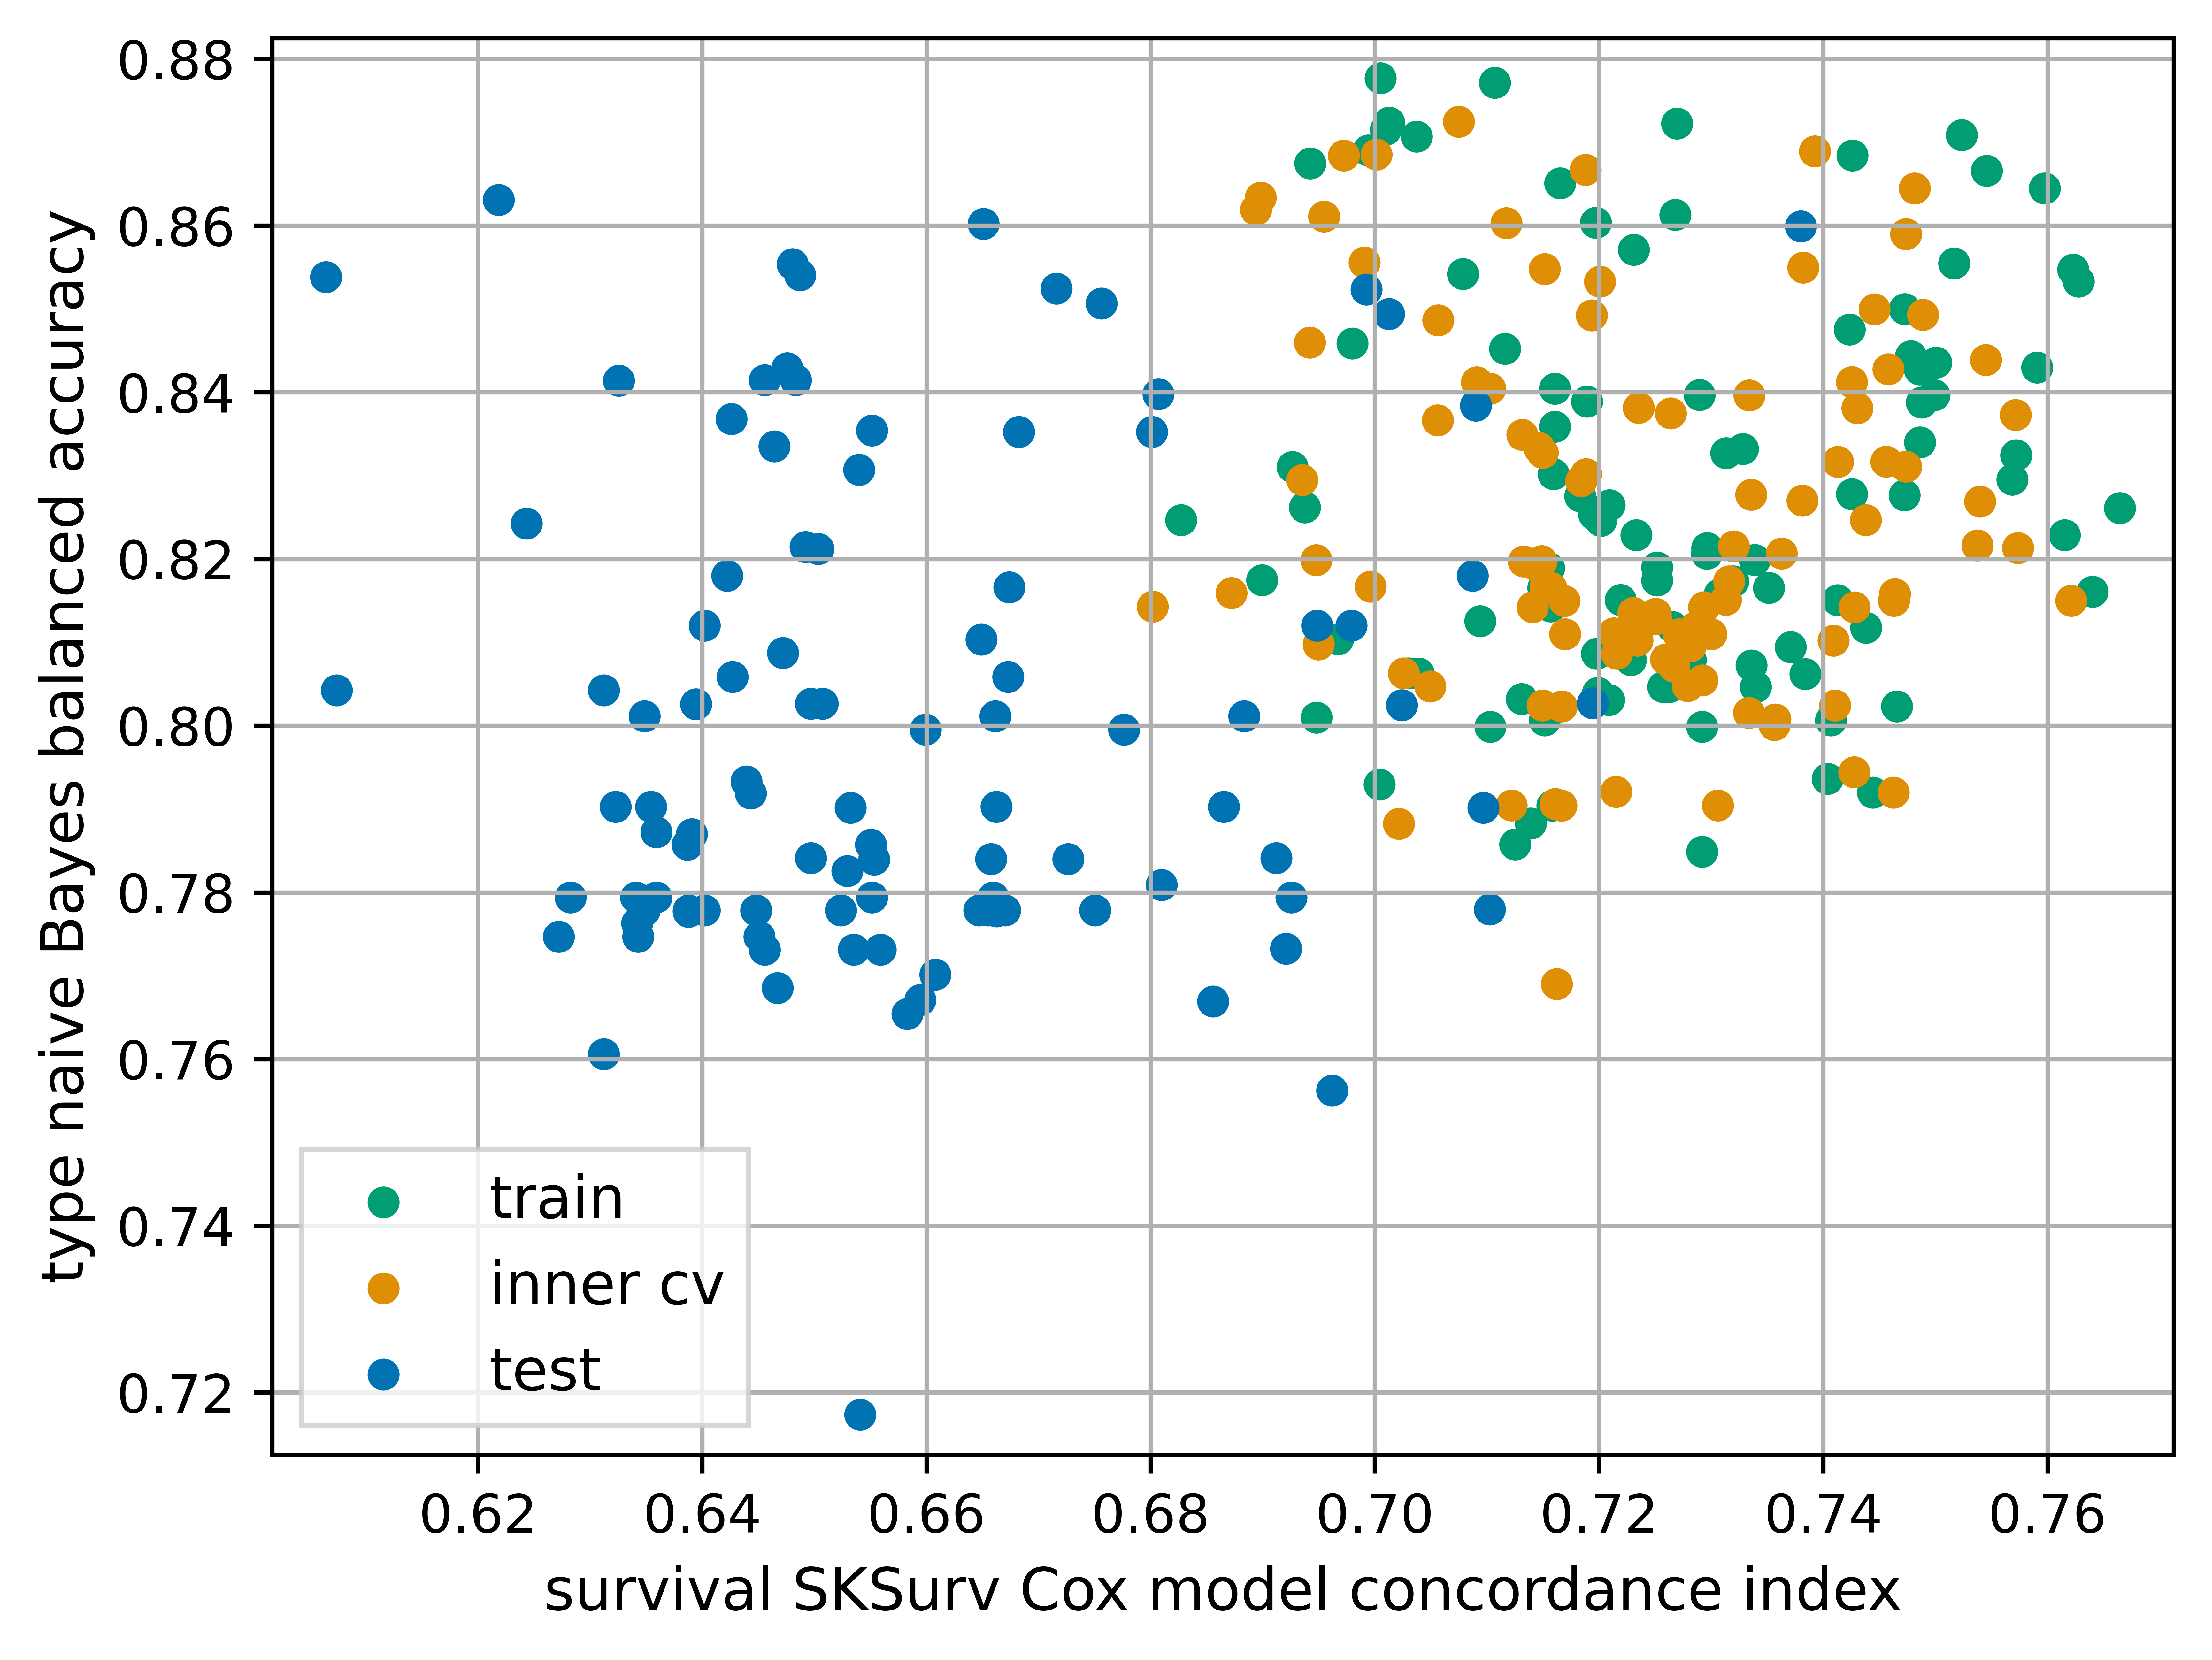 0.88
0.86
0.84
0.82
0.80
0.78
0.76
0.74
0.72
type naive Bayes balanced accuracy
train
inner cv
test
0.62 0.64 0.66 0.68 0.70 0.72 0.74 0.76
survival SKSurv Cox model concordance index